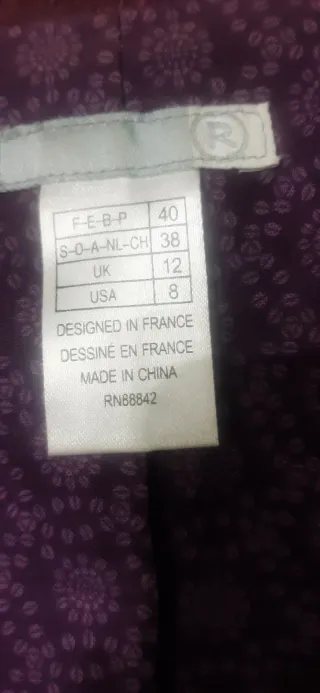 R
F-E-B-P 40
S-O-A-NL-CH 38
UK 12
USA 8
DESIGNED IN FRANCE
DESSINÉ EN FRANCE
MADE IN CHINA
RN88842